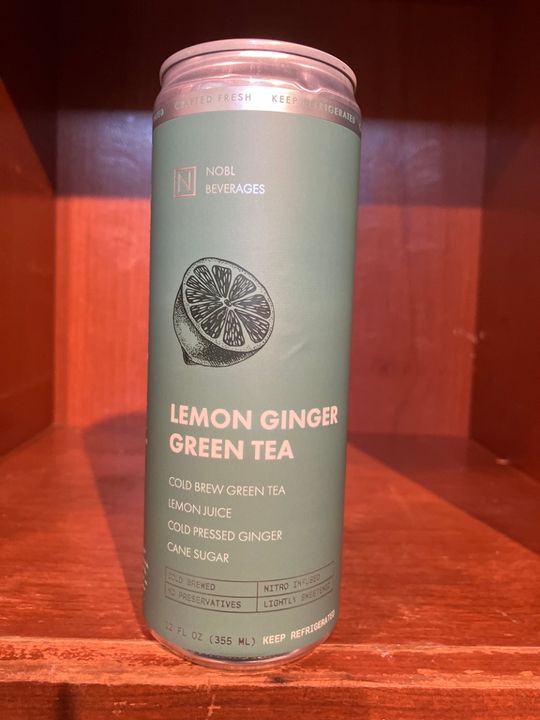 CRAFTED FRESH KEEP REFRIGERATED
N
NOBL
BEVERAGES
LEMON GINGER
GREEN TEA
COLD BREW GREEN TEA
LEMON JUICE
COLD PRESSED GINGER
CANE SUGAR
COLD BREWED NITRO INFUSED
NO PRESERVATIVES LIGHTLY SWEETENED
12 FL OZ (355 ML) KEEP REFRIGERATED